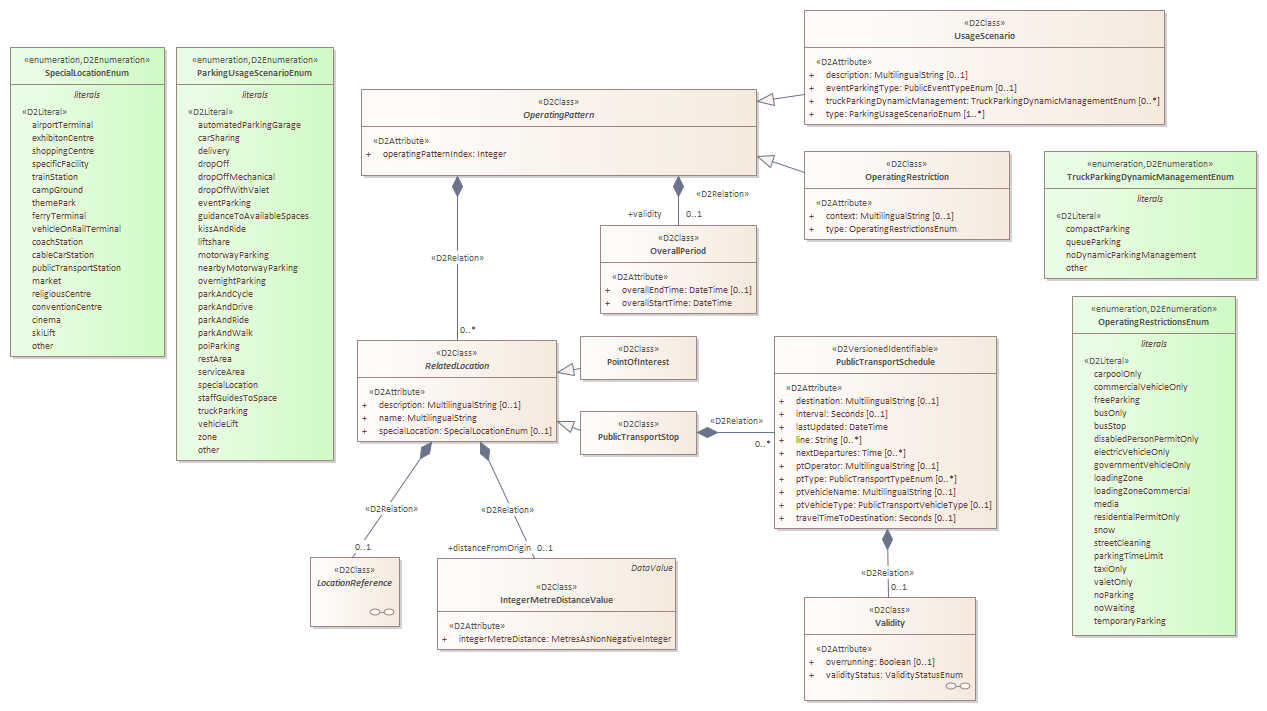 «enumeration,D2Enumeration»
SpecialLocationEnum
literals
«D2Literal»
airportTerminal
exhibitonCentre
shoppingCentre
specificFacility
trainStation
campGround
themePark
ferryTerminal
vehicleOnRailTerminal
coachStation
cableCarStation
publicTransportStation
market
religiousCentre
conventionCentre
cinema
skiLift
other
«enumeration,D2Enumeration»
ParkingUsageScenarioEnum
literals
«D2Literal»
automatedParkingGarage
carSharing
delivery
dropOff
dropOffMechanical
dropOffWithValet
eventParking
guidanceToAvailableSpaces
kissAndRide
liftshare
motorwayParking
nearbyMotorwayParking
overnightParking
parkAndCycle
parkAndDrive
parkAndRide
parkAndWalk
poiParking
restArea
serviceArea
specialLocation
staffGuidesToSpace
truckParking
vehicleLift
zone
other
«D2Class»
OperatingPattern
«D2Attribute»
+ operatingPatternIndex: Integer
«D2Class»
UsageScenario
«D2Attribute»
+ description: MultilingualString [0..1]
+ eventParkingType: PublicEventTypeEnum [0..1]
+ truckParkingDynamicManagement: TruckParkingDynamicManagementEnum [0..*]
+ type: ParkingUsageScenarioEnum [1..*]
«D2Class»
OperatingRestriction
«D2Attribute»
+ context: MultilingualString [0..1]
+ type: OperatingRestrictionsEnum
«enumeration,D2Enumeration»
TruckParkingDynamicManagementEnum
literals
«D2Literal»
compactParking
queueParking
noDynamicParkingManagement
other
«D2Relation»
+validity 0..1
«D2Class»
OverallPeriod
«D2Attribute»
+ overallEndTime: DateTime [0..1]
+ overallStartTime: DateTime
«D2Relation»
0..*
«D2Class»
RelatedLocation
«D2Attribute»
+ description: MultilingualString [0..1]
+ name: MultilingualString
+ specialLocation: SpecialLocationEnum [0..1]
«D2Class»
PointOfInterest
«D2Class»
PublicTransportStop
«D2Relation»
0..*
«D2VersionedIdentifiable»
PublicTransportSchedule
«D2Attribute»
+ destination: MultilingualString [0..1]
+ interval: Seconds [0..1]
+ lastUpdated: DateTime
+ line: String [0..*]
+ nextDepartures: Time [0..*]
+ ptOperator: MultilingualString [0..1]
+ ptType: PublicTransportTypeEnum [0..*]
+ ptVehicleName: MultilingualString [0..1]
+ ptVehicleType: PublicTransportVehicleType [0..1]
+ travelTimeToDestination: Seconds [0..1]
«enumeration,D2Enumeration»
OperatingRestrictionsEnum
literals
«D2Literal»
carpoolOnly
commercialVehicleOnly
freeParking
busOnly
busStop
disabledPersonPermitOnly
electricVehicleOnly
governmentVehicleOnly
loadingZone
loadingZoneCommercial
media
residentialPermitOnly
snow
streetCleaning
parkingTimeLimit
taxiOnly
valetOnly
noParking
noWaiting
temporaryParking
«D2Relation»
0..1
«D2Class»
LocationReference
«D2Relation»
+distanceFromOrigin 0..1
DataValue
«D2Class»
IntegerMetreDistanceValue
«D2Attribute»
+ integerMetreDistance: MetresAsNonNegativeInteger
«D2Relation»
0..1
«D2Class»
Validity
«D2Attribute»
+ overrunning: Boolean [0..1]
+ validityStatus: ValidityStatusEnum